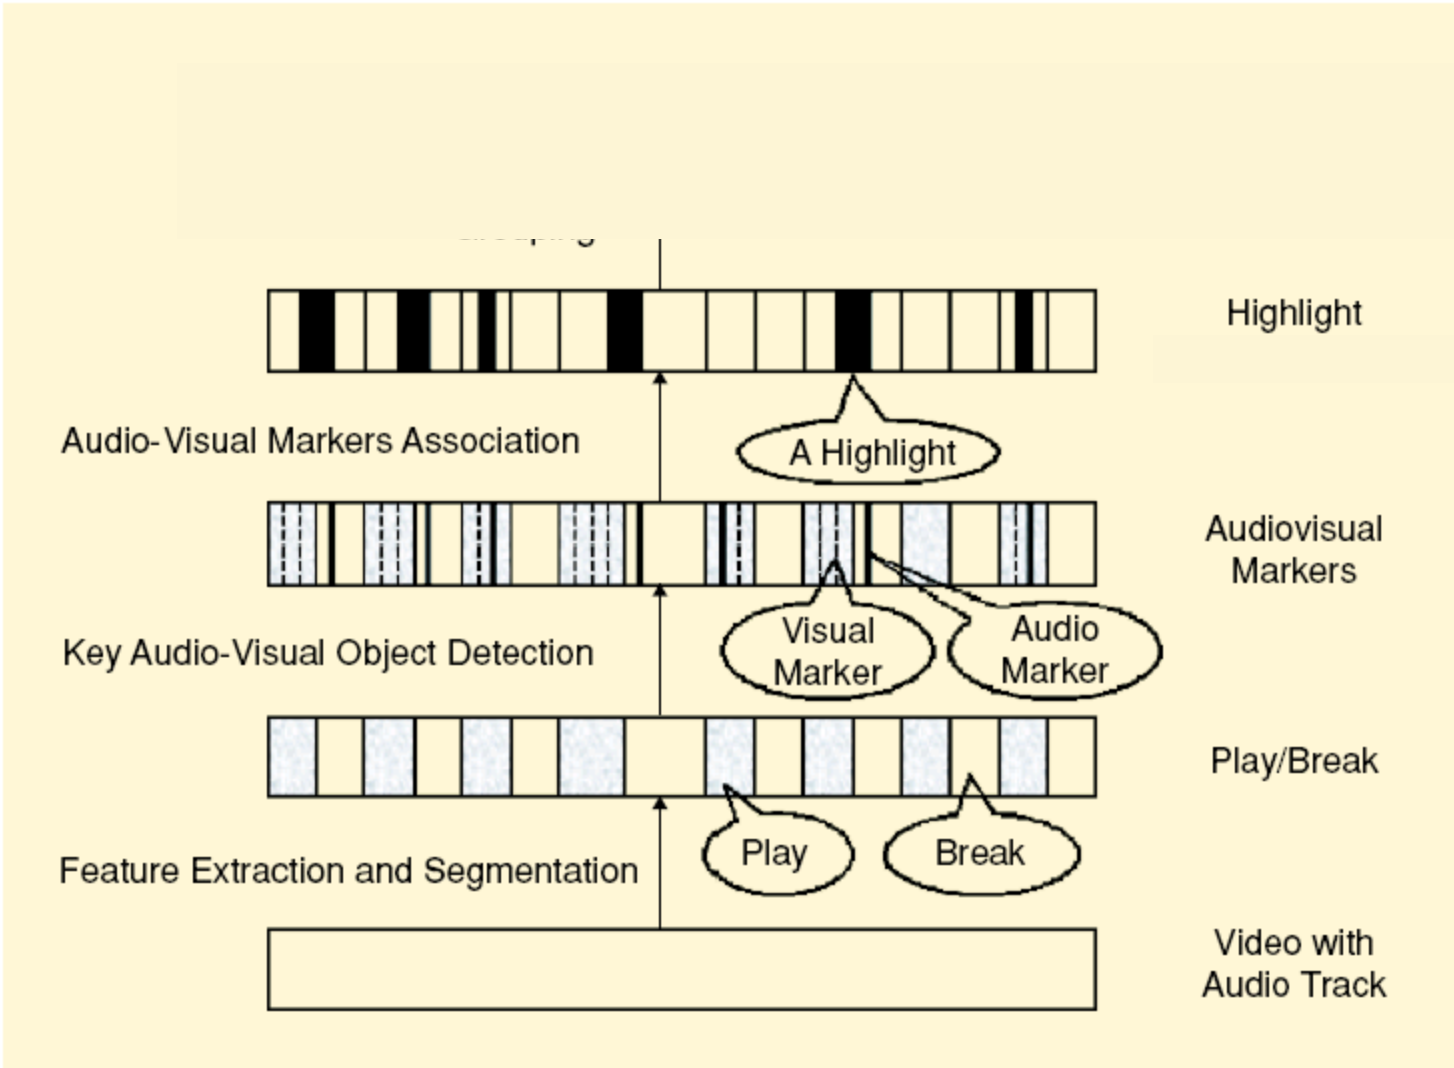 Highlight
Audio-Visual Markers Association
A Highlight
Audiovisual
Markers
Visual
Marker
Audio
Marker
Key Audio-Visual Object Detection
Play/Break
Play
Break
Feature Extraction and Segmentation
Video with
Audio Track